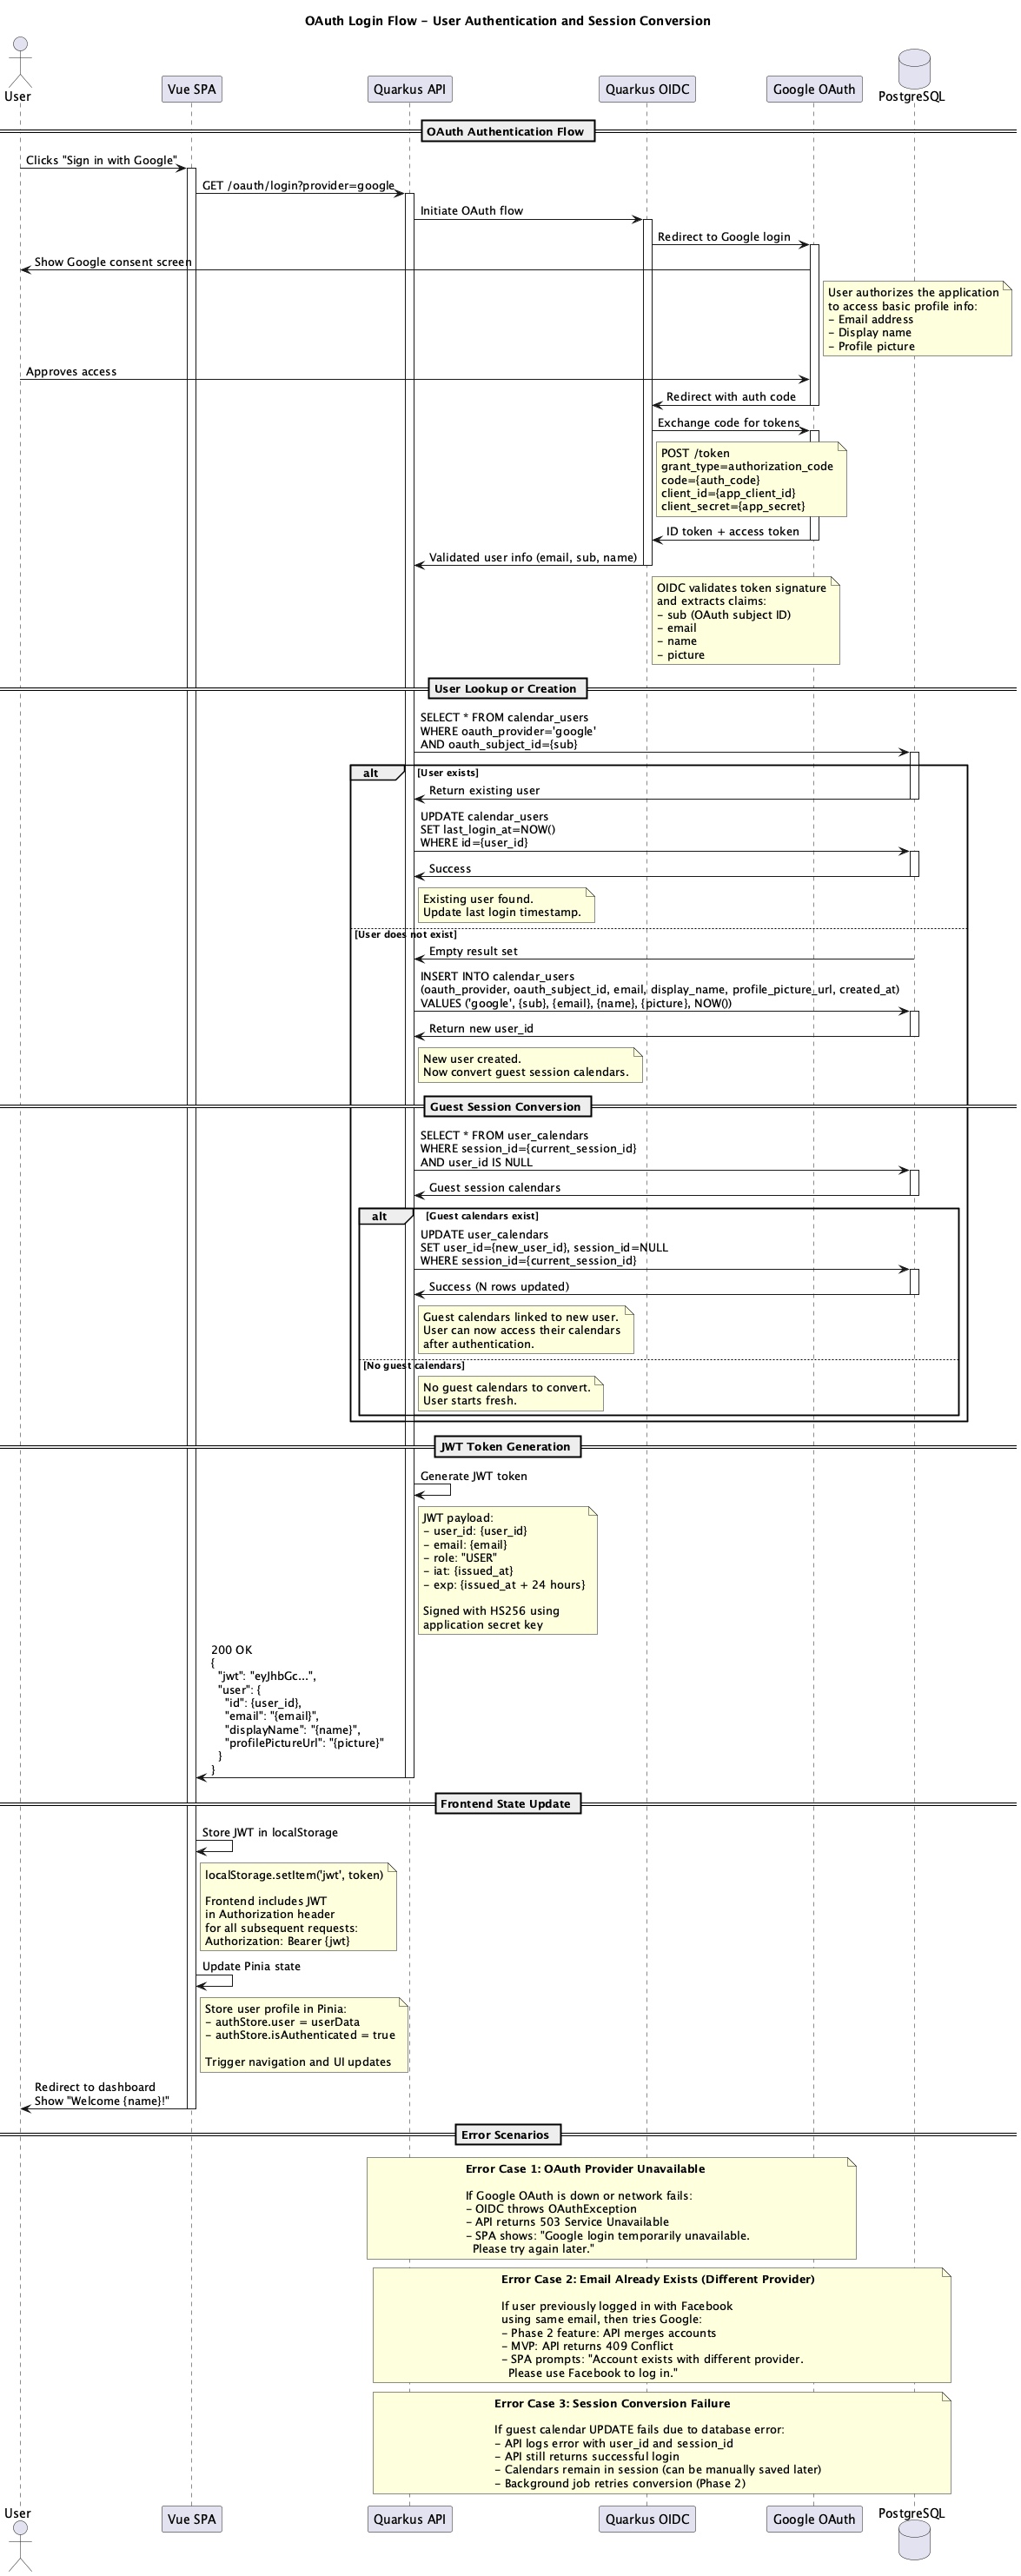 OAuth Login Flow - User Authentication and Session Conversion
User
Vue SPA
Quarkus API
Quarkus OIDC
Google OAuth
PostgreSQL
OAuth Authentication Flow
Clicks "Sign in with Google"
GET /oauth/login?provider=google
Initiate OAuth flow
Redirect to Google login
Show Google consent screen
User authorizes the application
to access basic profile info:
- Email address
- Display name
- Profile picture
Approves access
Redirect with auth code
Exchange code for tokens
POST /token
grant_type=authorization_code
code={auth_code}
client_id={app_client_id}
client_secret={app_secret}
ID token + access token
Validated user info (email, sub, name)
OIDC validates token signature
and extracts claims:
- sub (OAuth subject ID)
- email
- name
- picture
User Lookup or Creation
SELECT * FROM calendar_users
WHERE oauth_provider='google'
AND oauth_subject_id={sub}
alt
[User exists]
Return existing user
UPDATE calendar_users
SET last_login_at=NOW()
WHERE id={user_id}
Success
Existing user found.
Update last login timestamp.
[User does not exist]
Empty result set
INSERT INTO calendar_users
(oauth_provider, oauth_subject_id, email, display_name, profile_picture_url, created_at)
VALUES ('google', {sub}, {email}, {name}, {picture}, NOW())
Return new user_id
New user created.
Now convert guest session calendars.
Guest Session Conversion
SELECT * FROM user_calendars
WHERE session_id={current_session_id}
AND user_id IS NULL
Guest session calendars
alt
[Guest calendars exist]
UPDATE user_calendars
SET user_id={new_user_id}, session_id=NULL
WHERE session_id={current_session_id}
Success (N rows updated)
Guest calendars linked to new user.
User can now access their calendars
after authentication.
[No guest calendars]
No guest calendars to convert.
User starts fresh.
JWT Token Generation
Generate JWT token
JWT payload:
- user_id: {user_id}
- email: {email}
- role: "USER"
- iat: {issued_at}
- exp: {issued_at + 24 hours}
Signed with HS256 using
application secret key
200 OK
{
"jwt": "eyJhbGc...",
"user": {
"id": {user_id},
"email": "{email}",
"displayName": "{name}",
"profilePictureUrl": "{picture}"
}
}
Frontend State Update
Store JWT in localStorage
localStorage.setItem('jwt', token)
Frontend includes JWT
in Authorization header
for all subsequent requests:
Authorization: Bearer {jwt}
Update Pinia state
Store user profile in Pinia:
- authStore.user = userData
- authStore.isAuthenticated = true
Trigger navigation and UI updates
Redirect to dashboard
Show "Welcome {name}!"
Error Scenarios
Error Case 1: OAuth Provider Unavailable
If Google OAuth is down or network fails:
- OIDC throws OAuthException
- API returns 503 Service Unavailable
- SPA shows: "Google login temporarily unavailable.
Please try again later."
Error Case 2: Email Already Exists (Different Provider)
If user previously logged in with Facebook
using same email, then tries Google:
- Phase 2 feature: API merges accounts
- MVP: API returns 409 Conflict
- SPA prompts: "Account exists with different provider.
Please use Facebook to log in."
Error Case 3: Session Conversion Failure
If guest calendar UPDATE fails due to database error:
- API logs error with user_id and session_id
- API still returns successful login
- Calendars remain in session (can be manually saved later)
- Background job retries conversion (Phase 2)
User
Vue SPA
Quarkus API
Quarkus OIDC
Google OAuth
PostgreSQL